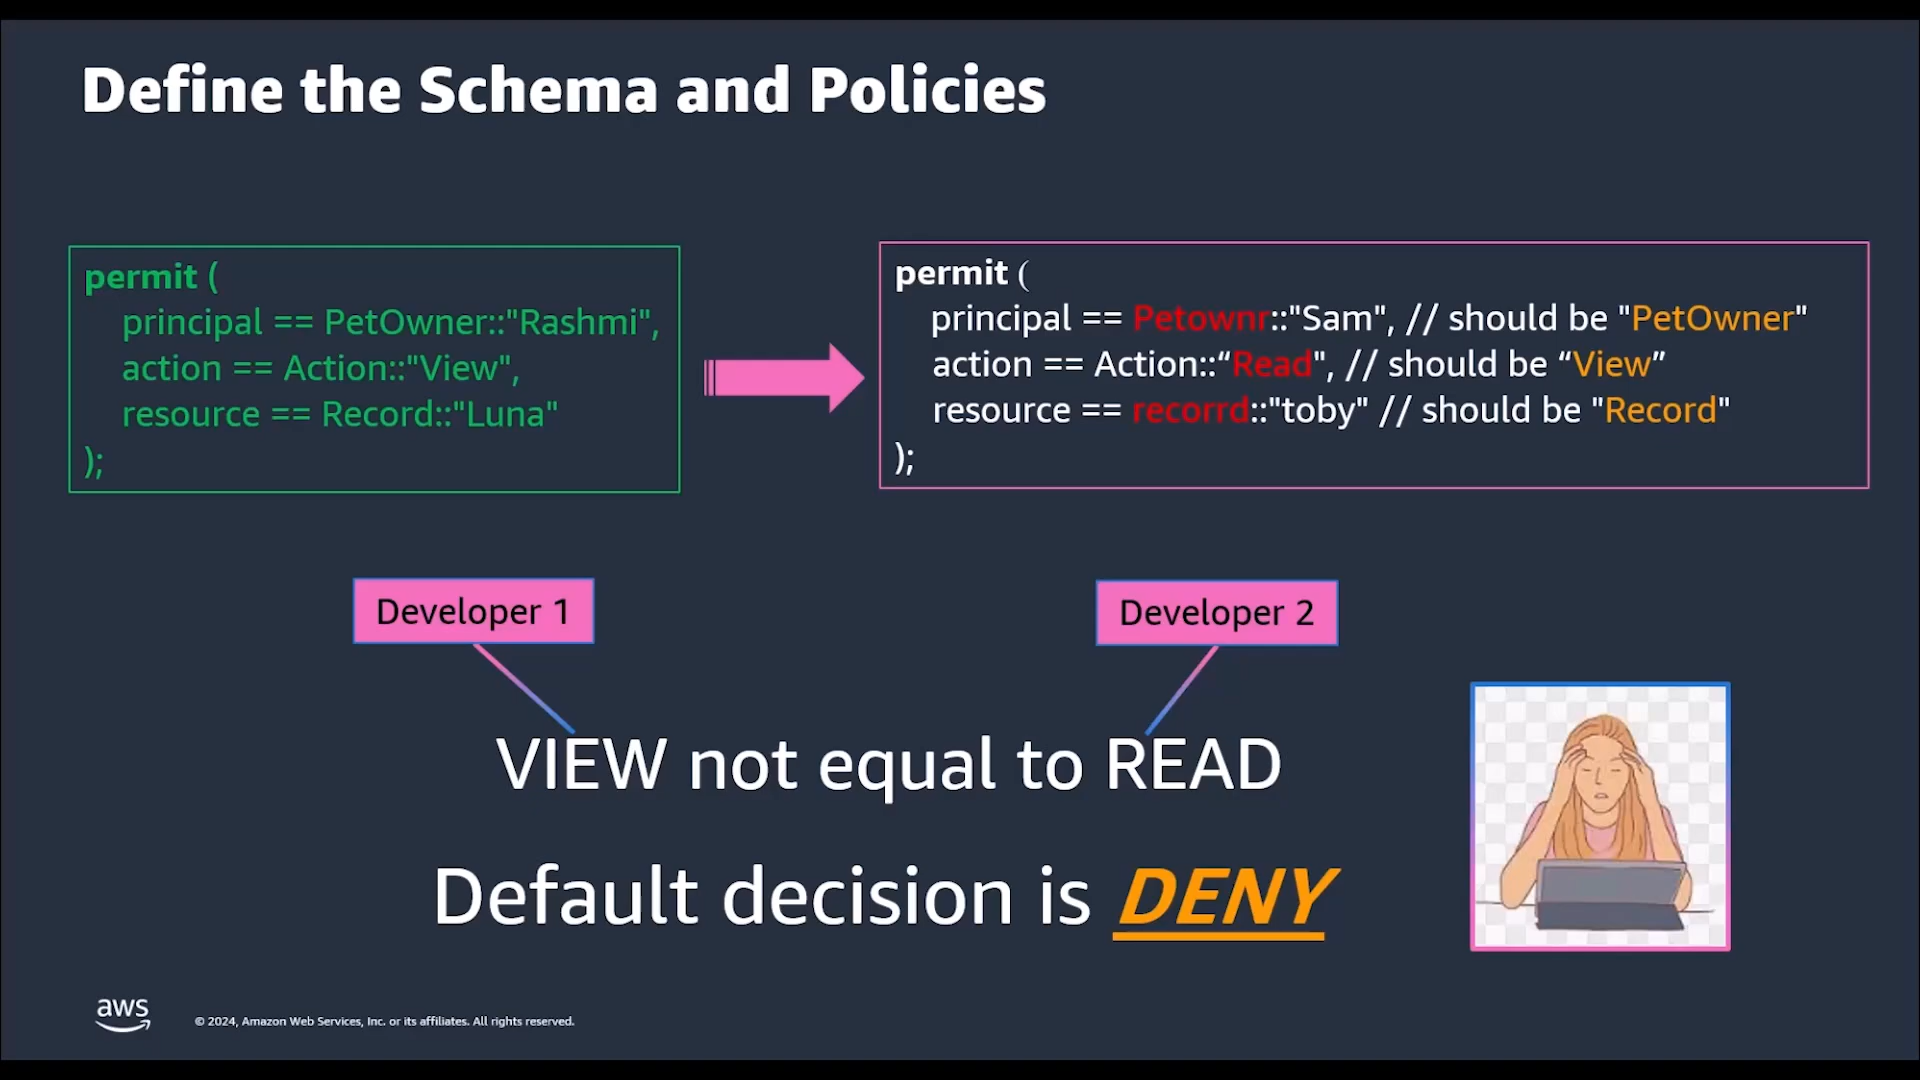 Define the Schema and Policies
permit (
principal == PetOwner::"Rashmi",
action == Action::"View",
resource == Record::"Luna"
);
permit (
principal == Petownr::"Sam", // should be "PetOwner"
action == Action::“Read", // should be “View”
resource == recorrd::"toby" // should be "Record"
);
Developer 1
Developer 2
VIEW not equal to READ
Default decision is DENY
aws
© 2024, Amazon Web Services, Inc. or its affiliates. All rights reserved.